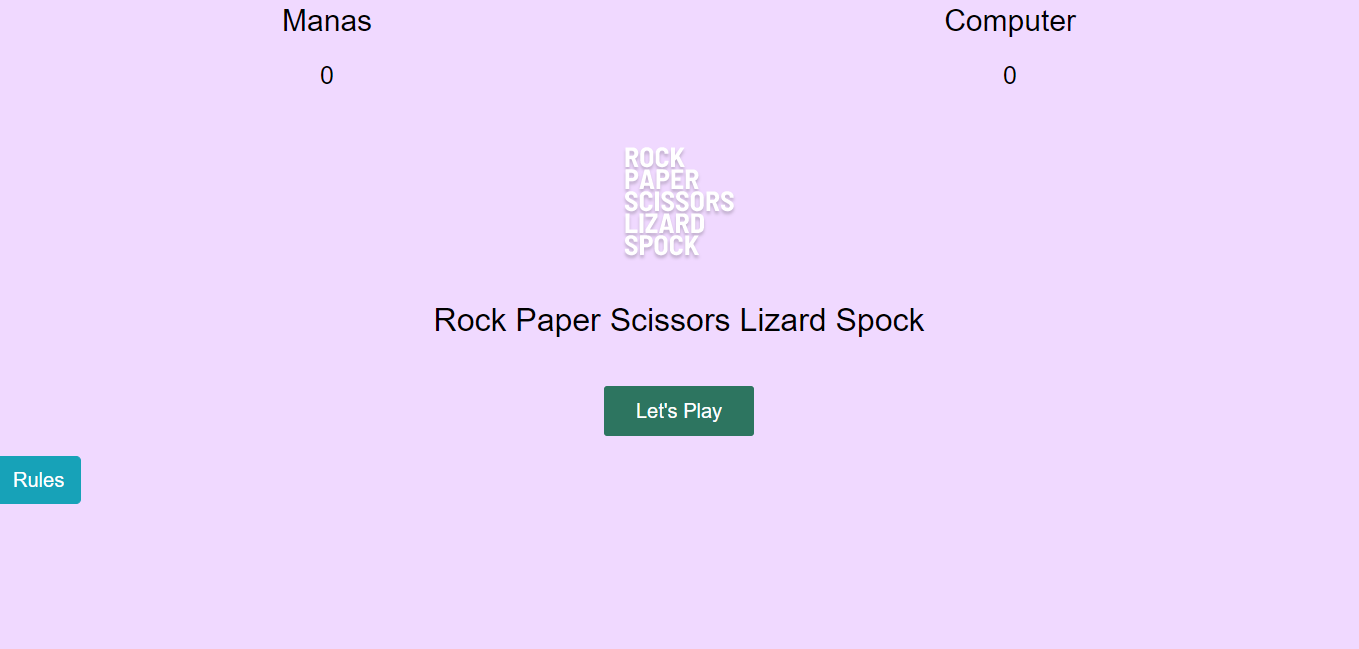 Manas
Computer
0
0
ROCK
PAPER
SCISSORS
LIZARD
SPOCK
Rock Paper Scissors Lizard Spock
Let's Play
Rules